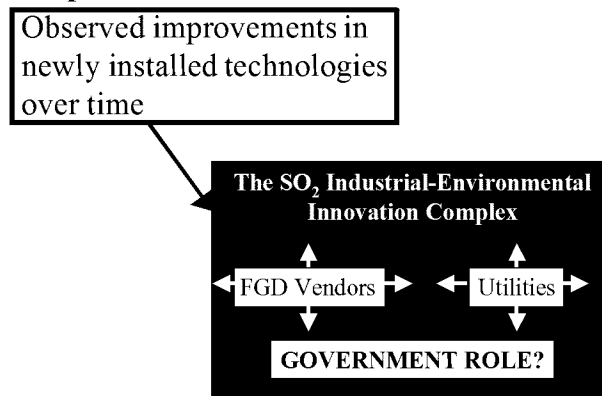 Observed improvements in
newly installed technologies
over time
The SO₂ Industrial-Environmental
Innovation Complex
FGD Vendors
Utilities
GOVERNMENT ROLE?